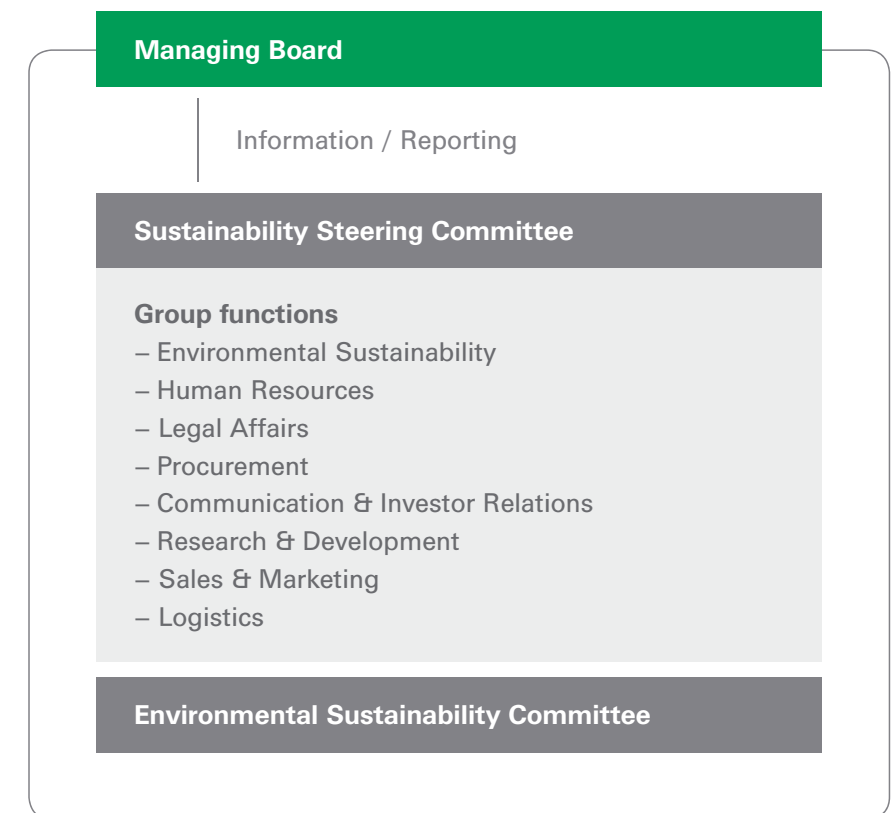 Managing Board
Information / Reporting
Sustainability Steering Committee
Group functions
– Environmental Sustainability
– Human Resources
– Legal Affairs
– Procurement
– Communication & Investor Relations
– Research & Development
– Sales & Marketing
– Logistics
Environmental Sustainability Committee